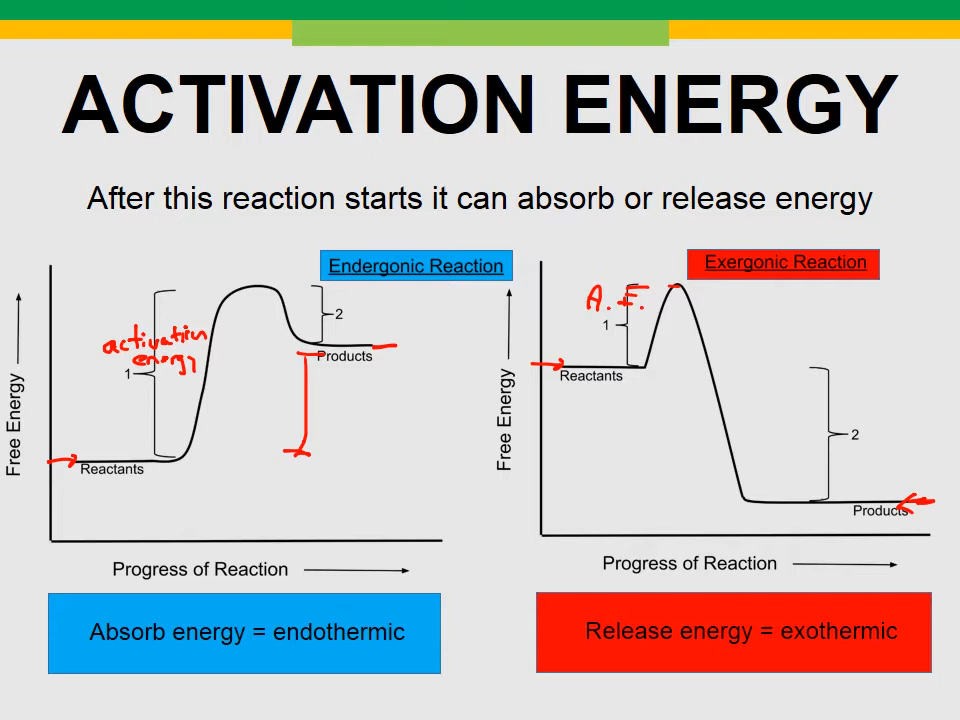 ACTIVATION ENERGY
After this reaction starts it can absorb or release energy
Endergonic Reaction
2
activation
energy
Products
1
Reactants
Free Energy
Progress of Reaction
Absorb energy = endothermic
Exergonic Reaction
A.E.
1
Reactants
2
Products
Free Energy
Progress of Reaction
Release energy = exothermic